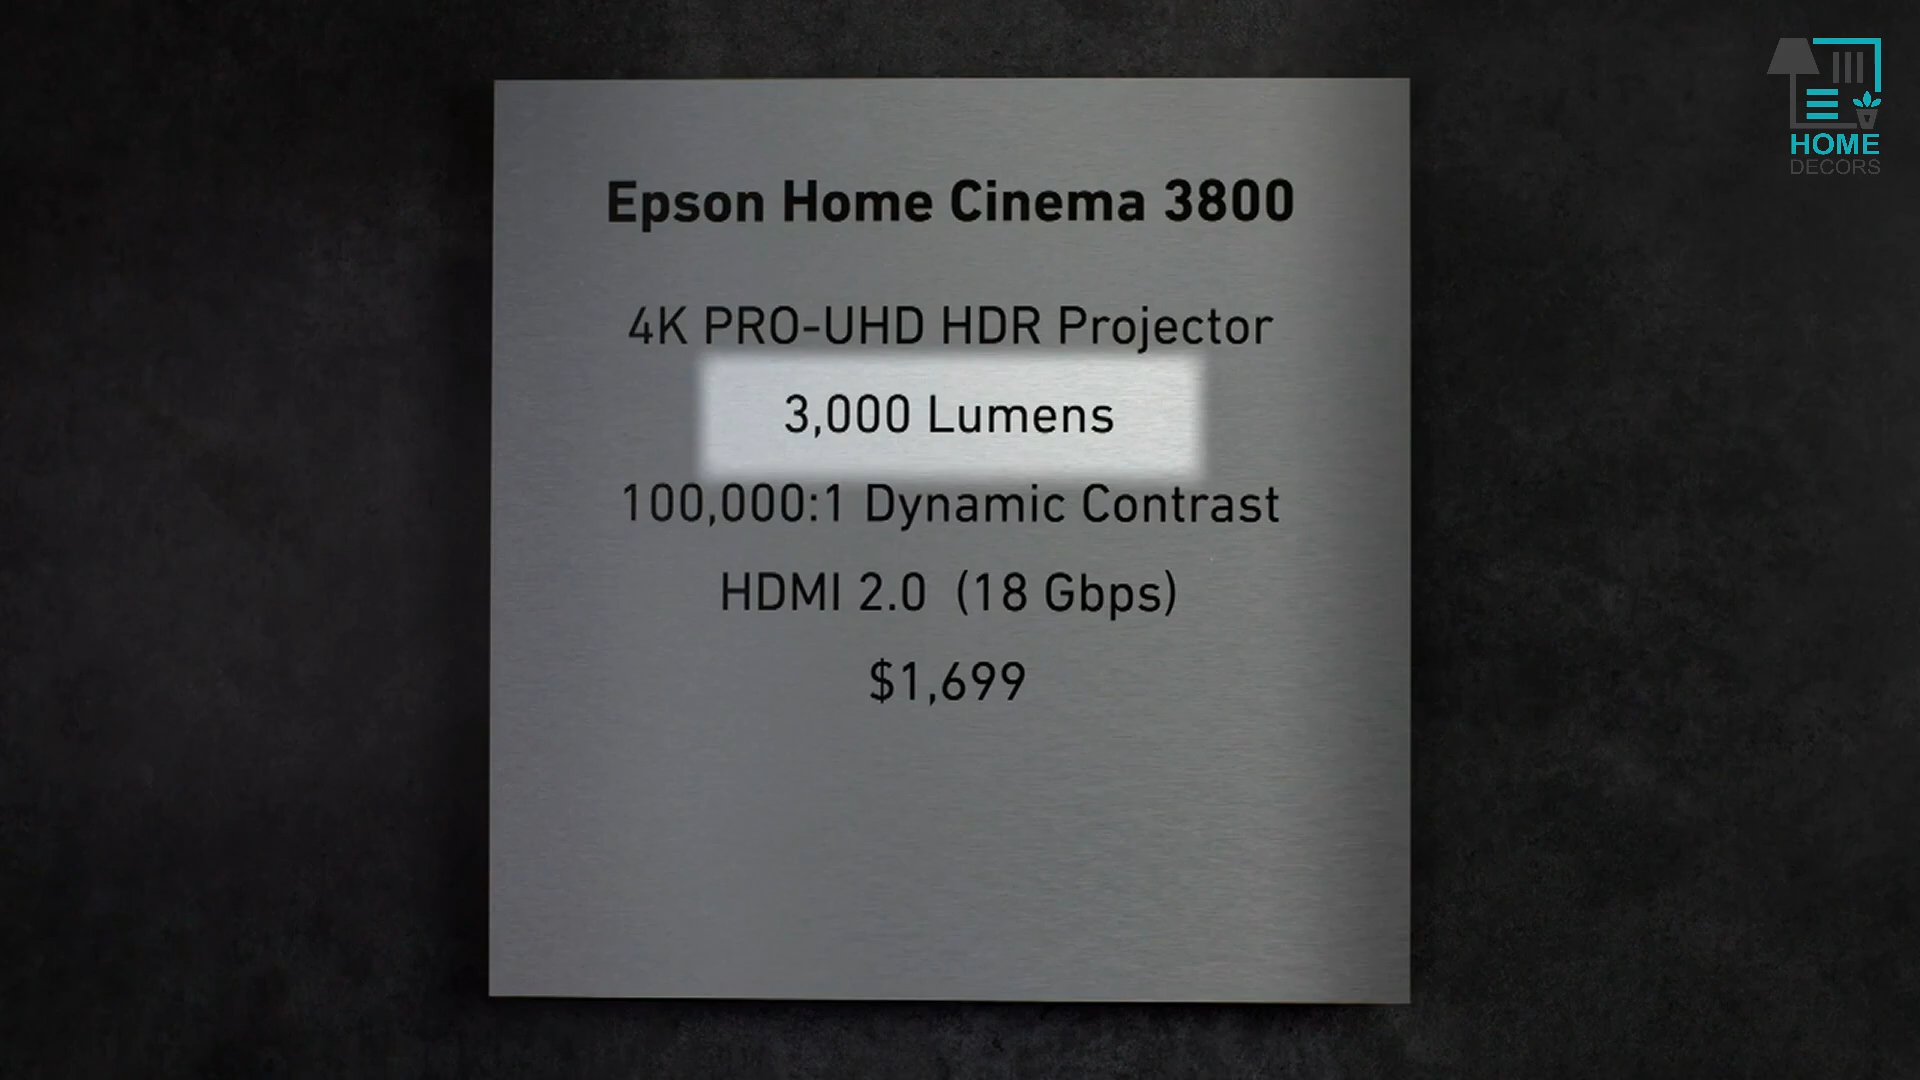 HOME
DECORS
Epson Home Cinema 3800
4K PRO-UHD HDR Projector
3,000 Lumens
100,000:1 Dynamic Contrast
HDMI 2.0 (18 Gbps)
$1,699